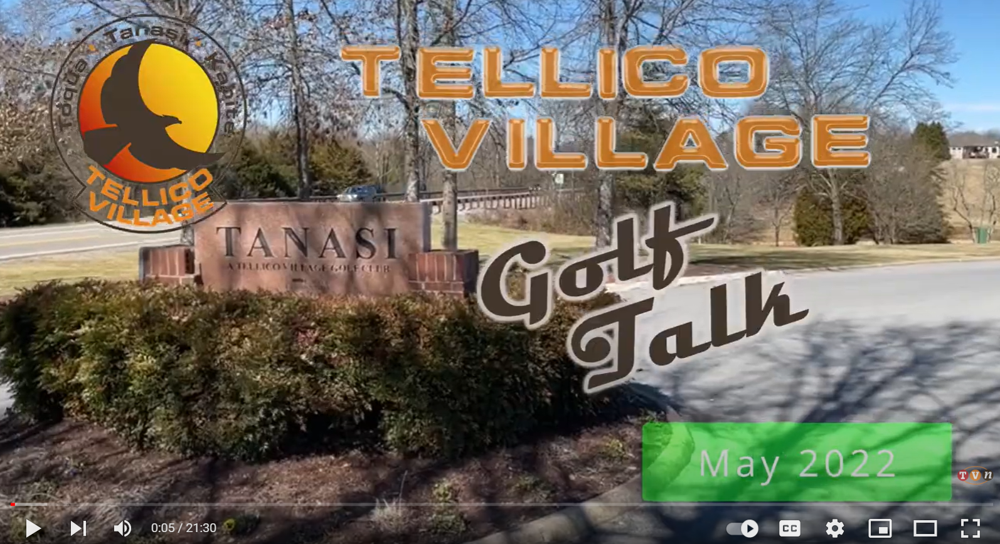 Toqua • Tanasi • Kahite
TELLICO
VILLAGE
TELLICO
VILLAGE
TANASI
A TELLICO VILLAGE GOLF CLUB
Golf
Talk
May 2022
TVn
0:05 / 21:30
CC